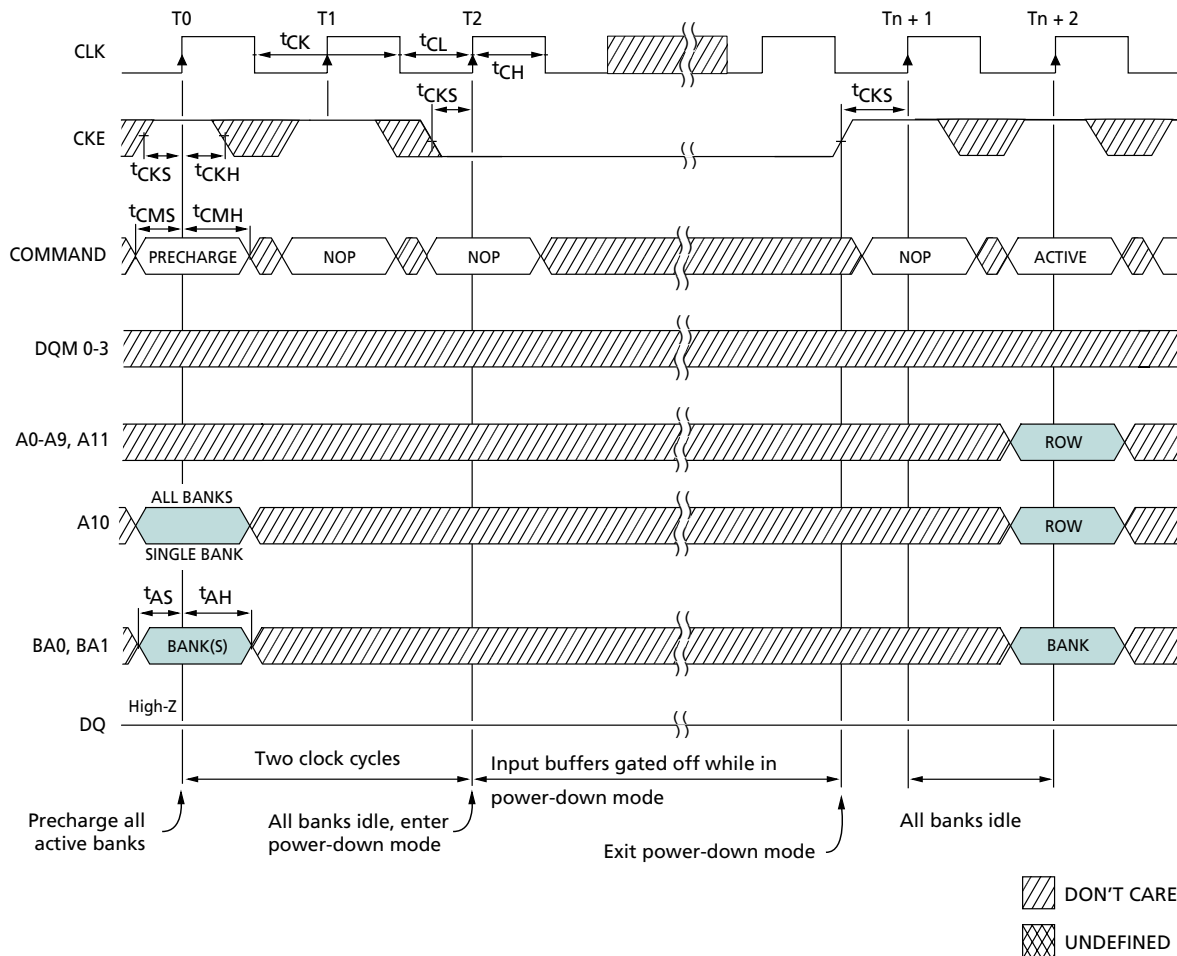 T0 T1 T2 Tn + 1 Tn + 2
CLK tCK tCL tCH
tCKS tCKS
CKE
tCKS tCKH
tCMS tCMH
COMMAND PRECHARGE NOP NOP NOP ACTIVE
DQM 0-3
A0-A9, A11 ROW
ALL BANKS
A10 ROW
SINGLE BANK
tAS tAH
BA0, BA1 BANK(S) BANK
High-Z
DQ
Two clock cycles
Input buffers gated off while in
power-down mode
Precharge all
active banks
All banks idle, enter
power-down mode
Exit power-down mode
All banks idle
DON'T CARE
UNDEFINED